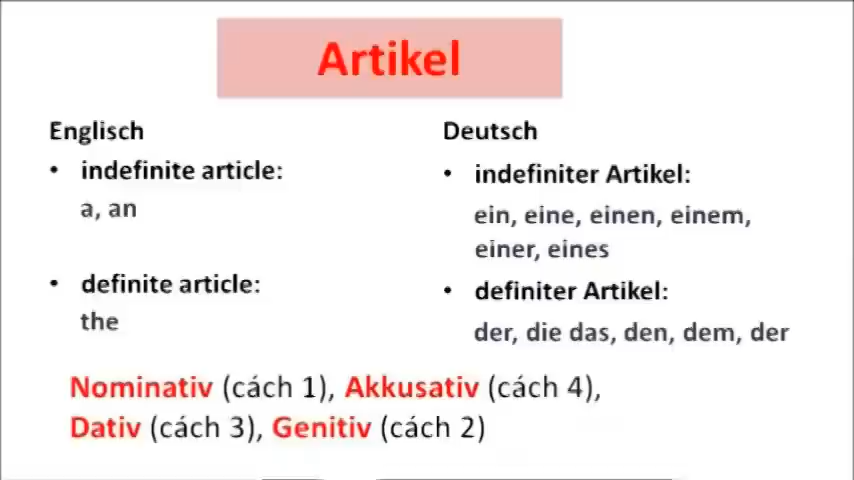 Artikel
Englisch
• indefinite article:
a, an
• definite article:
the
Deutsch
• indefiniter Artikel:
ein, eine, einen, einem,
einer, eines
• definiter Artikel:
der, die das, den, dem, der
Nominativ (cách 1), Akkusativ (cách 4),
Dativ (cách 3), Genitiv (cách 2)